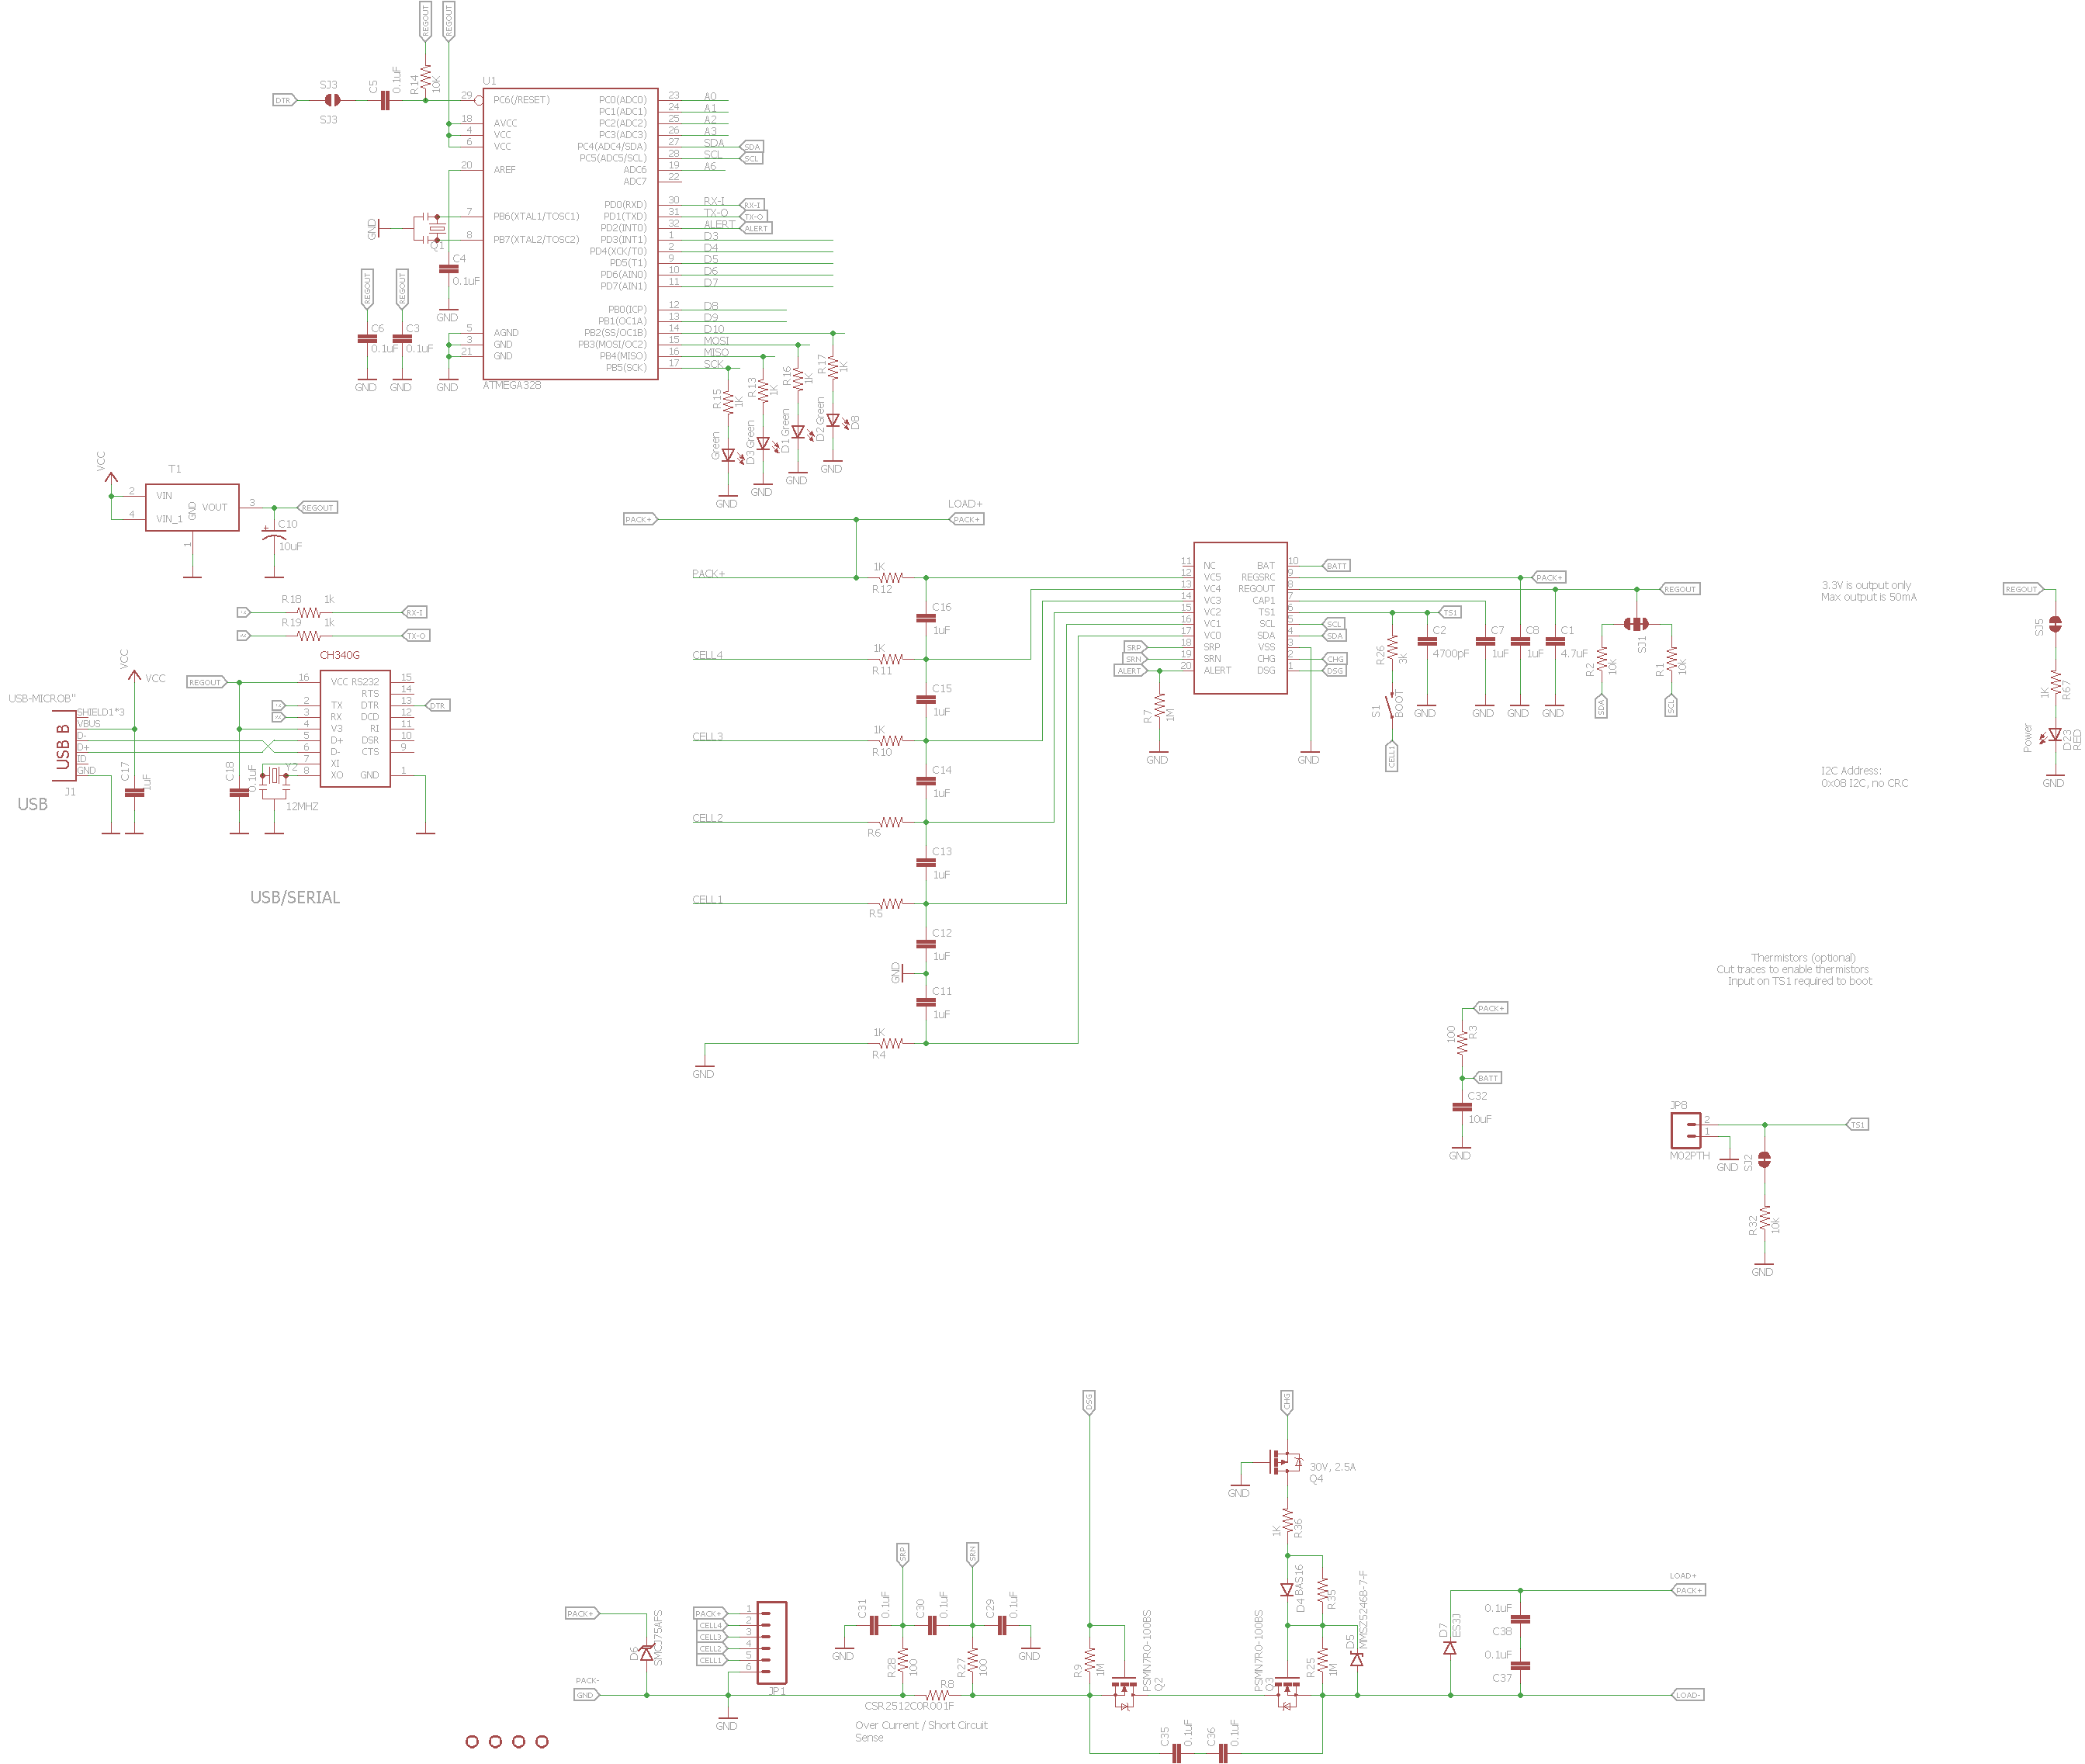 REGOUT
REGOUT
R14
10K
C5
0.1uF
SJ3
SJ3
DTR
U1
29 PC6(/RESET)
18 AVCC
4 VCC
6 VCC
20 AREF
7 PB6(XTAL1/TOSC1)
8 PB7(XTAL2/TOSC2)
5 AGND
3 GND
21 GND
ATMEGA328
PC0(ADC0) 23 A0
PC1(ADC1) 24 A1
PC2(ADC2) 25 A2
PC3(ADC3) 26 A3
PC4(ADC4/SDA) 27 SDA SDA
PC5(ADC5/SCL) 28 SCL SCL
ADC6 19 A6
ADC7 22
PD0(RXD) 30 RX-I RX-I
PD1(TXD) 31 TX-O TX-O
PD2(INT0) 32 ALERT ALERT
PD3(INT1) 1 D3
PD4(XCK/T0) 2 D4
PD5(T1) 9 D5
PD6(AIN0) 10 D6
PD7(AIN1) 11 D7
PB0(ICP) 12 D8
PB1(OC1A) 13 D9
PB2(SS/OC1B) 14 D10
PB3(MOSI/OC2) 15 MOSI
PB4(MISO) 16 MISO
PB5(SCK) 17 SCK
GND
Q1
C4
0.1uF
GND
REGOUT
REGOUT
C6
0.1uF
C3
0.1uF
GND
GND
GND
R15
1K
R13
1K
R16
1K
R17
1K
Green
D3
Green
D1
Green
D2
Green
D8
GND
GND
GND
GND
VCC
T1
2 VIN
4 VIN_1
GND
1
VOUT 3
REGOUT
C10
10uF
R18 1k
RX-I
R19 1k
TX-O
CH340G
REGOUT
16 VCC RS232 15
RTS 14
2 TX DTR 13 DTR
3 RX DCD 12
4 V3 RI 11
5 D+ DSR 10
6 D- CTS 9
7 XI
8 XO GND 1
VCC
VCC
USB-MICROB"
SHIELD1*3
VBUS
D-
D+
ID
GND
USB B
J1
C17
1uF
C18
0.1uF
Y2
12MHZ
USB
USB/SERIAL
PACK+
LOAD+
PACK+
PACK+
1K
R12
C16
1uF
CELL4
1K
R11
C15
1uF
CELL3
1K
R10
C14
1uF
CELL2
R6
C13
1uF
CELL1
R5
C12
1uF
GND
C11
1uF
1K
R4
GND
11 NC BAT 10 BATT
12 VC5 REGSRC 9 PACK+
13 VC4 REGOUT 8 REGOUT
14 VC3 CAP1 7
15 VC2 TS1 6 TS1
16 VC1 SCL 5 SCL
17 VC0 SDA 4 SDA
SRP 18 SRP VSS 3
SRN 19 SRN CHG 2 CHG
ALERT 20 ALERT DSG 1 DSG
R7
1M
GND
GND
R26
3k
S1
BOOT
CELL1
C2
4700pF
GND
C7
1uF
GND
C8
1uF
GND
C1
4.7uF
GND
R2
10k
SDA
SJ1
R1
10k
SCL
3.3V is output only
Max output is 50mA
REGOUT
SJ5
R67
1K
Power
D23
RED
GND
I2C Address:
0x08 I2C, no CRC
Thermistors (optional)
Cut traces to enable thermistors
Input on TS1 required to boot
PACK+
100
R3
BATT
C32
10uF
GND
JP8
2
1
M02PTH
GND
SJ2
TS1
R32
10k
GND
DSG
CHG
30V, 2.5A
Q4
GND
1K
R36
D4
BAS16
R35
D5
MMSZ5246B-7-F
R25
1M
PSMN7R0-100BS
Q3
PSMN7R0-100BS
Q2
R9
1M
SRP
SRN
C31
0.1uF
C30
0.1uF
C29
0.1uF
GND
GND
R28
100
R27
100
R8
CSR2512C0R001F
Over Current / Short Circuit
Sense
PACK+
D6
SMCJ75AFS
PACK-
GND
PACK+ 1
CELL4 2
CELL3 3
CELL2 4
CELL1 5
6
JP1
GND
C35
0.1uF
C36
0.1uF
D7
ES3J
0.1uF
C38
0.1uF
C37
LOAD+
PACK+
LOAD-